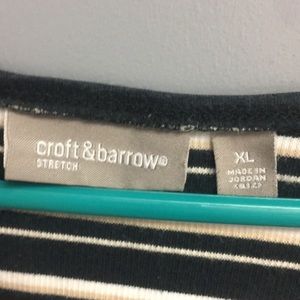 croft & barrow®
STRETCH
XL
MADE IN
JORDAN